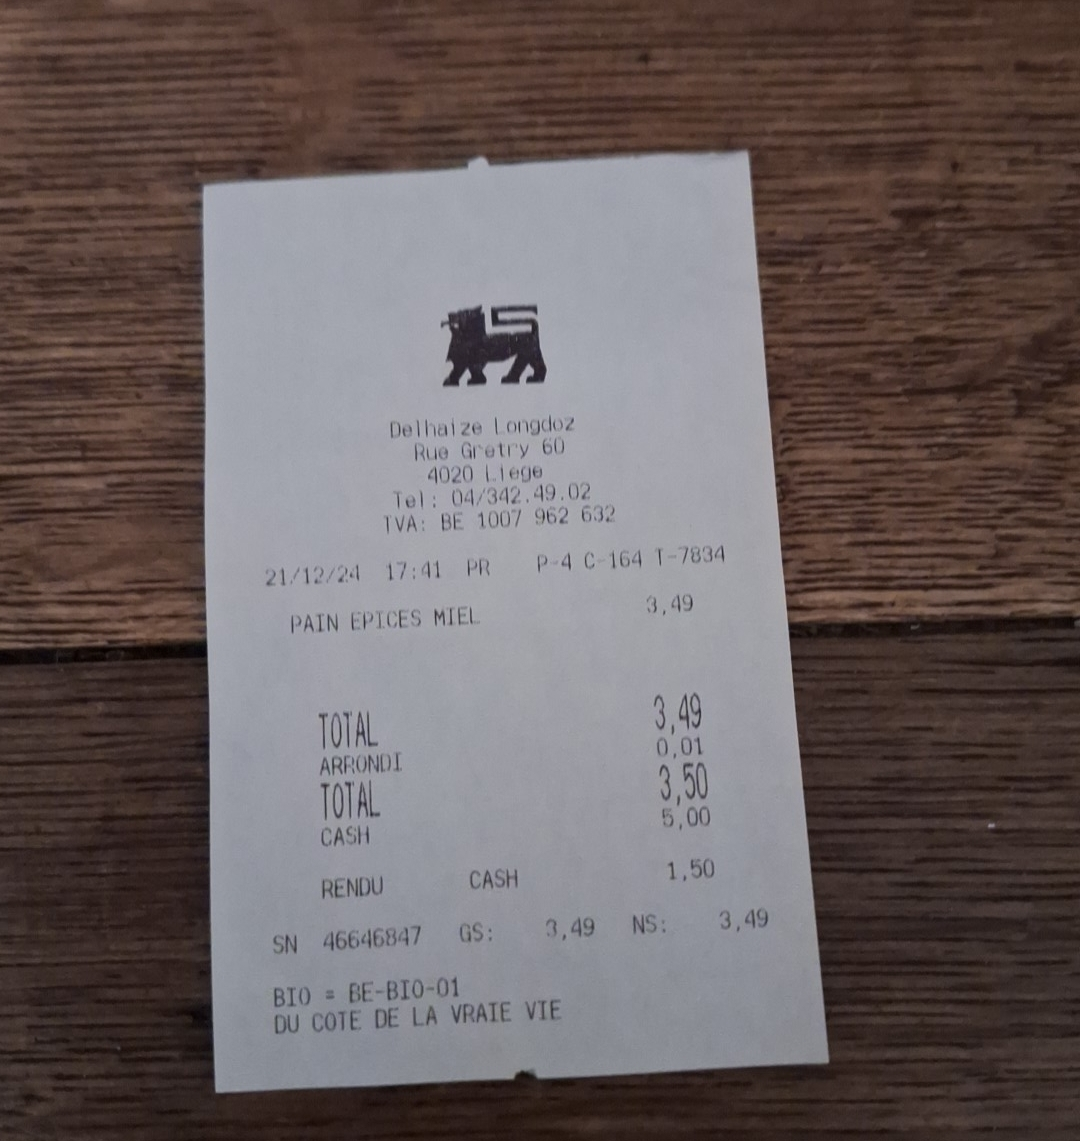 Delhaize Longdoz
Rue Gretry 60
4020 Liege
Tel: 04/342.49.02
TVA: BE 1007 962 632
21/12/24 17:41 PR P-4 C-164 T-7834
PAIN EPICES MIEL 3,49
TOTAL 3,49
ARRONDI 0,01
TOTAL 3,50
CASH 5,00
RENDU CASH 1,50
SN 46646847 GS: 3,49 NS: 3,49
BIO = BE-BIO-01
DU COTE DE LA VRAIE VIE